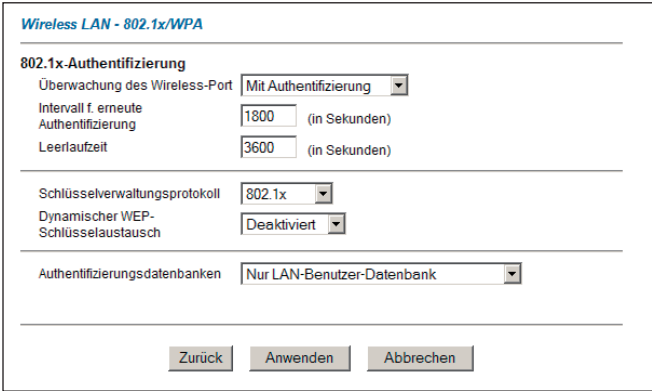 Wireless LAN - 802.1x/WPA
802.1x-Authentifizierung
Überwachung des Wireless-Port Mit Authentifizierung
Intervall f. erneute
Authentifizierung 1800 (in Sekunden)
Leerlaufzeit 3600 (in Sekunden)
Schlüsselverwaltungsprotokoll 802.1x
Dynamischer WEP-
Schlüsselaustausch Deaktiviert
Authentifizierungsdatenbanken Nur LAN-Benutzer-Datenbank
Zurück Anwenden Abbrechen